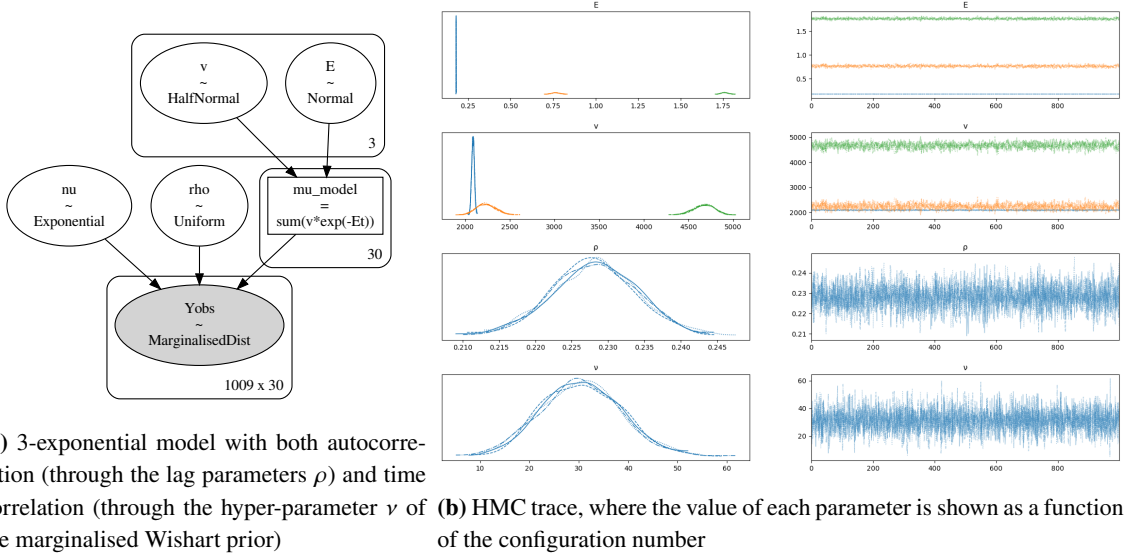 v
~
HalfNormal
E
~
Normal
3
nu
~
Exponential
rho
~
Uniform
mu_model
=
sum(v*exp(-Et))
30
Yobs
~
MarginalisedDist
1009 x 30
) 3-exponential model with both autocorre-
tion (through the lag parameters ρ) and time
orrelation (through the hyper-parameter ν of
e marginalised Wishart prior)
E
0.25 0.50 0.75 1.00 1.25 1.50 1.75
E
1.5
1.0
0.5
0 200 400 600 800
v
2000 2500 3000 3500 4000 4500 5000
v
5000
4000
3000
2000
0 200 400 600 800
ρ
0.210 0.215 0.220 0.225 0.230 0.235 0.240 0.245
ρ
0.24
0.23
0.22
0.21
0 200 400 600 800
ν
10 20 30 40 50 60
ν
60
40
20
0 200 400 600 800
(b) HMC trace, where the value of each parameter is shown as a function
of the configuration number